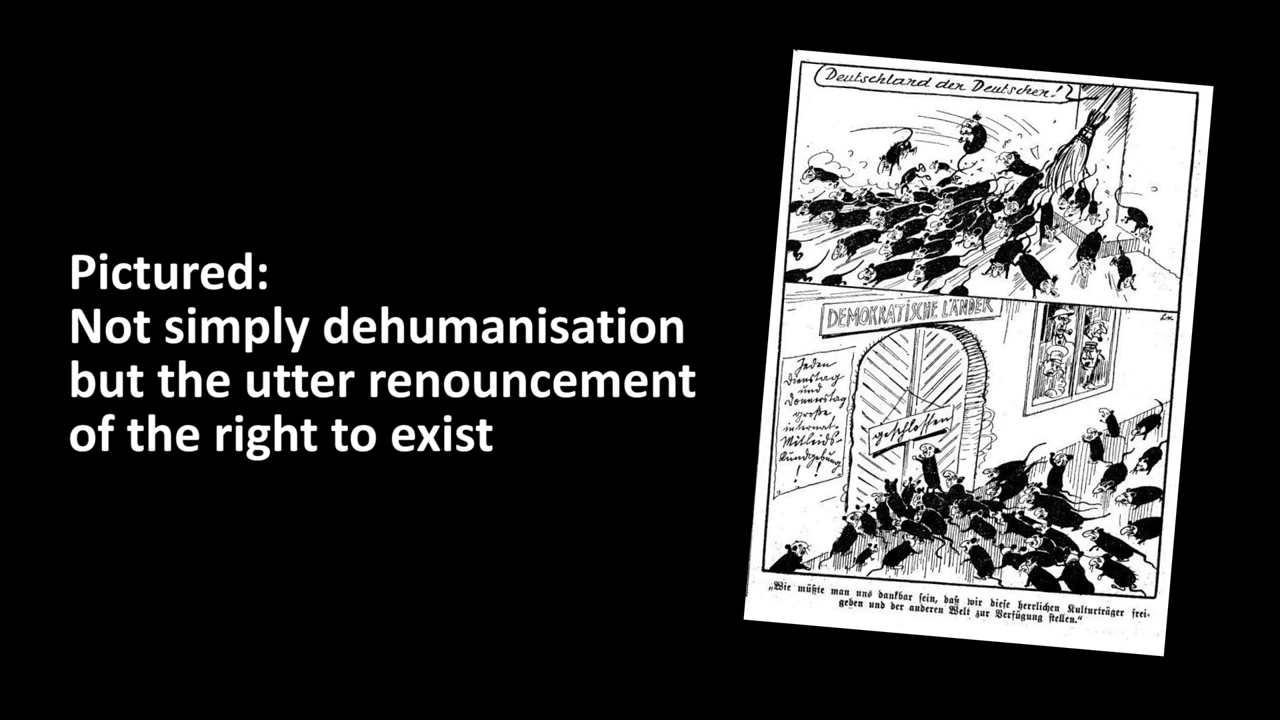 Pictured:
Not simply dehumanisation
but the utter renouncement
of the right to exist
Deutschland den Deutschen!
DEMOKRATISCHE LÄNDER
Jeden
Dienstag
und
Donnerstag
große
internat.
Mitleids-
kundgebung
! !
geschlossen
„Wie müßte man uns dankbar sein, daß wir diese herrlichen Kulturträger frei-
geben und der anderen Welt zur Verfügung stellen.“